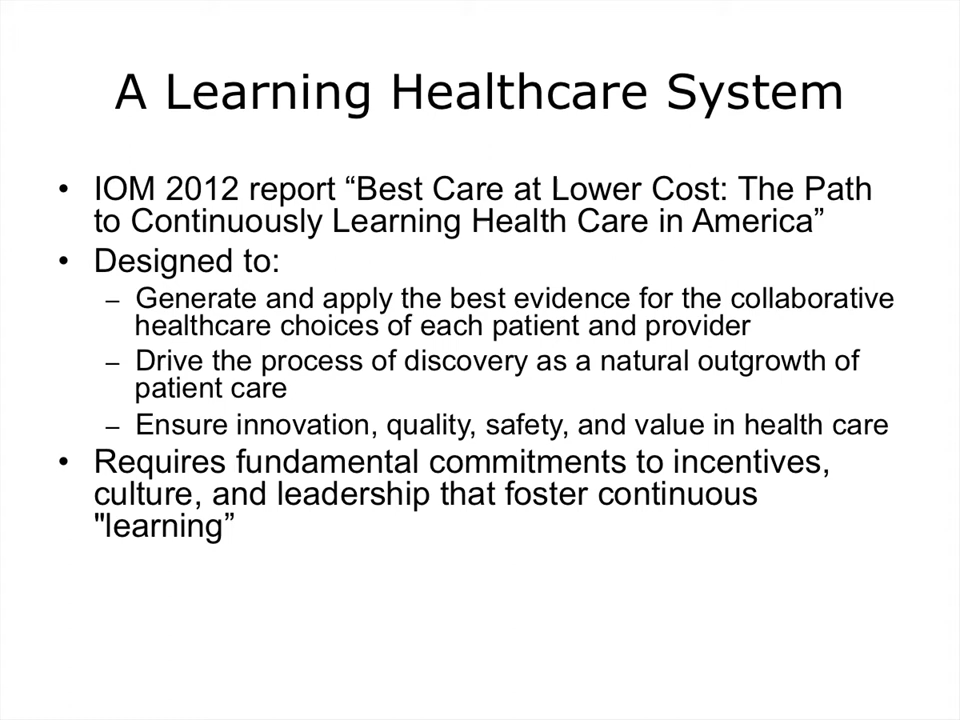 A Learning Healthcare System
• IOM 2012 report “Best Care at Lower Cost: The Path
to Continuously Learning Health Care in America”
• Designed to:
– Generate and apply the best evidence for the collaborative
healthcare choices of each patient and provider
– Drive the process of discovery as a natural outgrowth of
patient care
– Ensure innovation, quality, safety, and value in health care
• Requires fundamental commitments to incentives,
culture, and leadership that foster continuous
"learning”